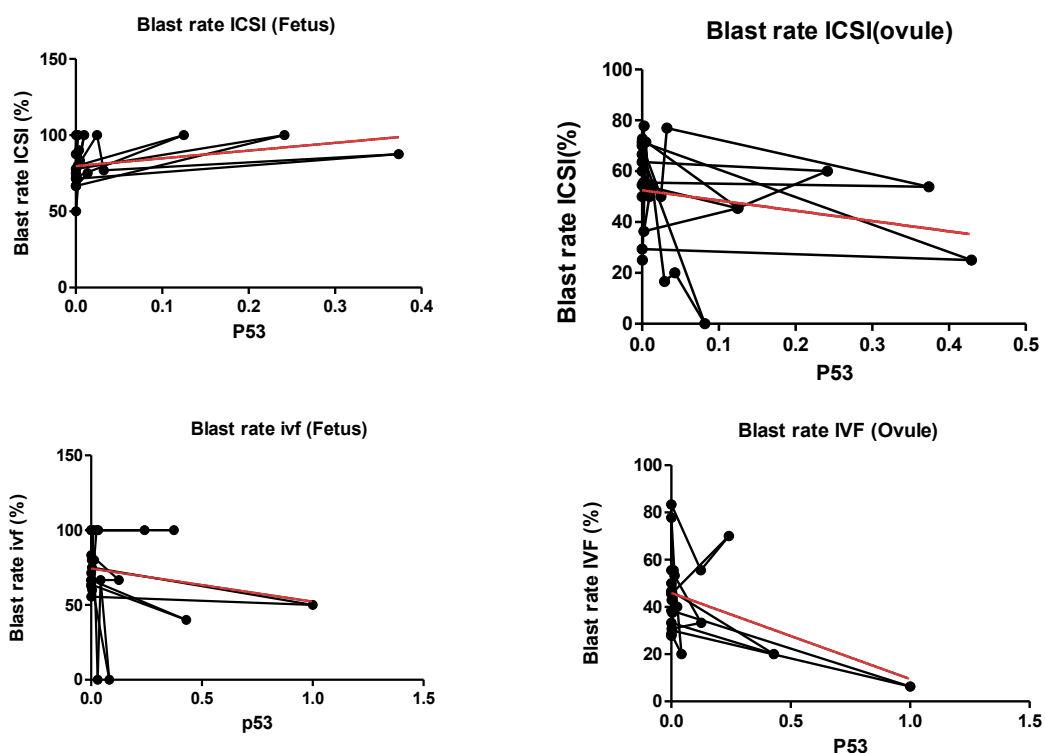 Blast rate ICSI (Fetus)
Blast rate ICSI (%)
150
100
50
0
0.0 0.1 0.2 0.3 0.4
P53
Blast rate ICSI(ovule)
Blast rate ICSI(%)
100
80
60
40
20
0
0.0 0.1 0.2 0.3 0.4 0.5
P53
Blast rate ivf (Fetus)
Blast rate ivf (%)
150
100
50
0
0.0 0.5 1.0 1.5
p53
Blast rate IVF (Ovule)
Blast rate IVF (%)
100
80
60
40
20
0
0.0 0.5 1.0 1.5
P53